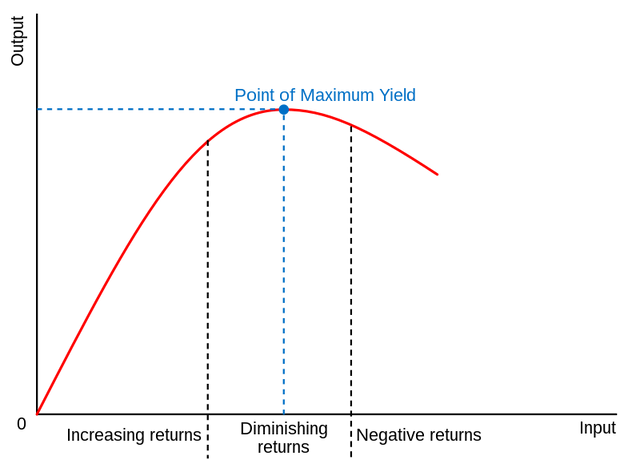 Output
Point of Maximum Yield
0
Increasing returns
Diminishing
returns
Negative returns
Input